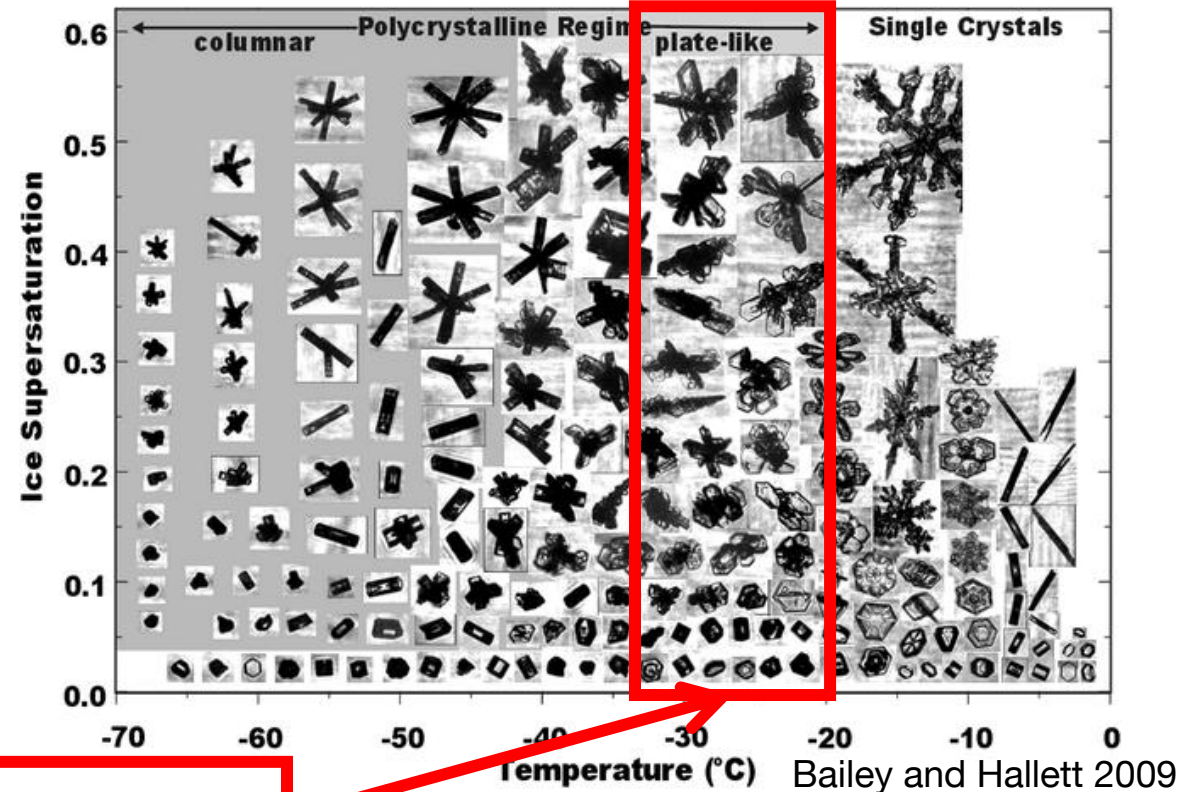 Polycrystalline Regime
Single Crystals
columnar
plate-like
0.6
0.5
0.4
0.3
0.2
0.1
0.0
Ice Supersaturation
-70
-60
-50
-40
-30
-20
-10
0
Temperature (°C)
Bailey and Hallett 2009